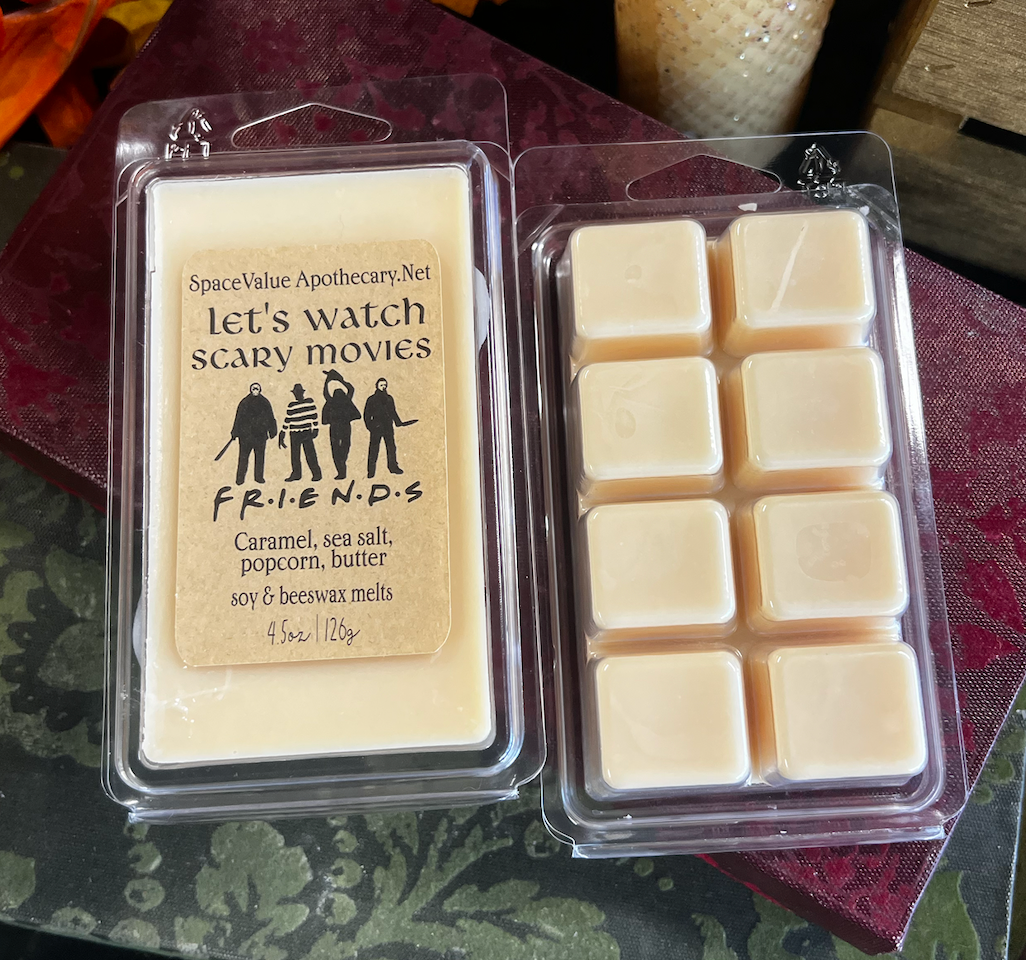 SpaceValue Apothecary.Net
Let's watch
scary movies
F·R·I·E·N·D·S
Caramel, sea salt,
popcorn, butter
soy & beeswax melts
4.5oz | 126g